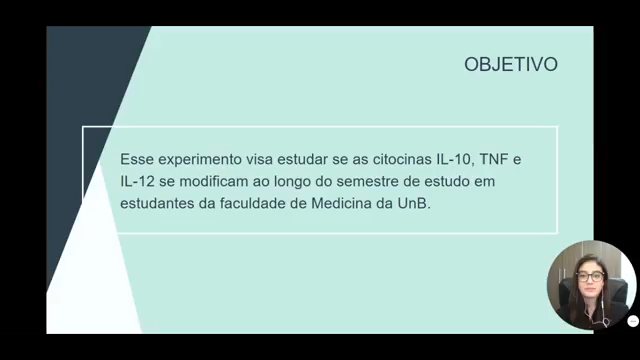 OBJETIVO
Esse experimento visa estudar se as citocinas IL-10, TNF e
IL-12 se modificam ao longo do semestre de estudo em
estudantes da faculdade de Medicina da UnB.